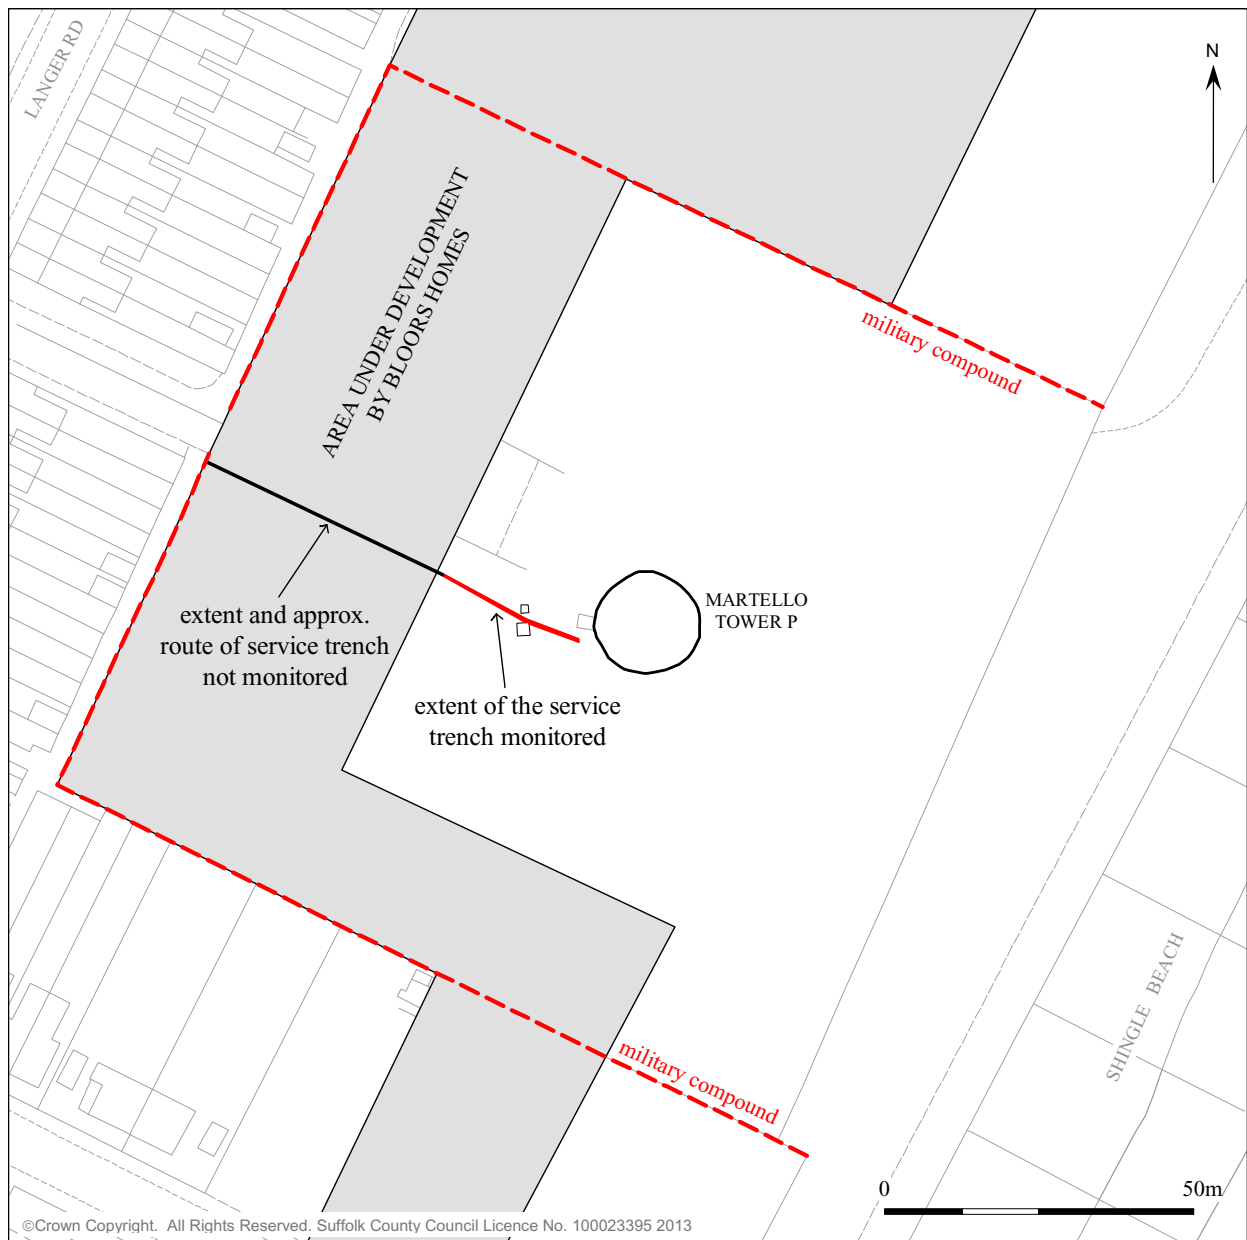 LANGER RD
N
AREA UNDER DEVELOPMENT
BY BLOORS HOMES
military compound
MARTELLO
TOWER P
extent and approx.
route of service trench
not monitored
extent of the service
trench monitored
SHINGLE BEACH
military compound
0 50m
©Crown Copyright. All Rights Reserved. Suffolk County Council Licence No. 100023395 2013